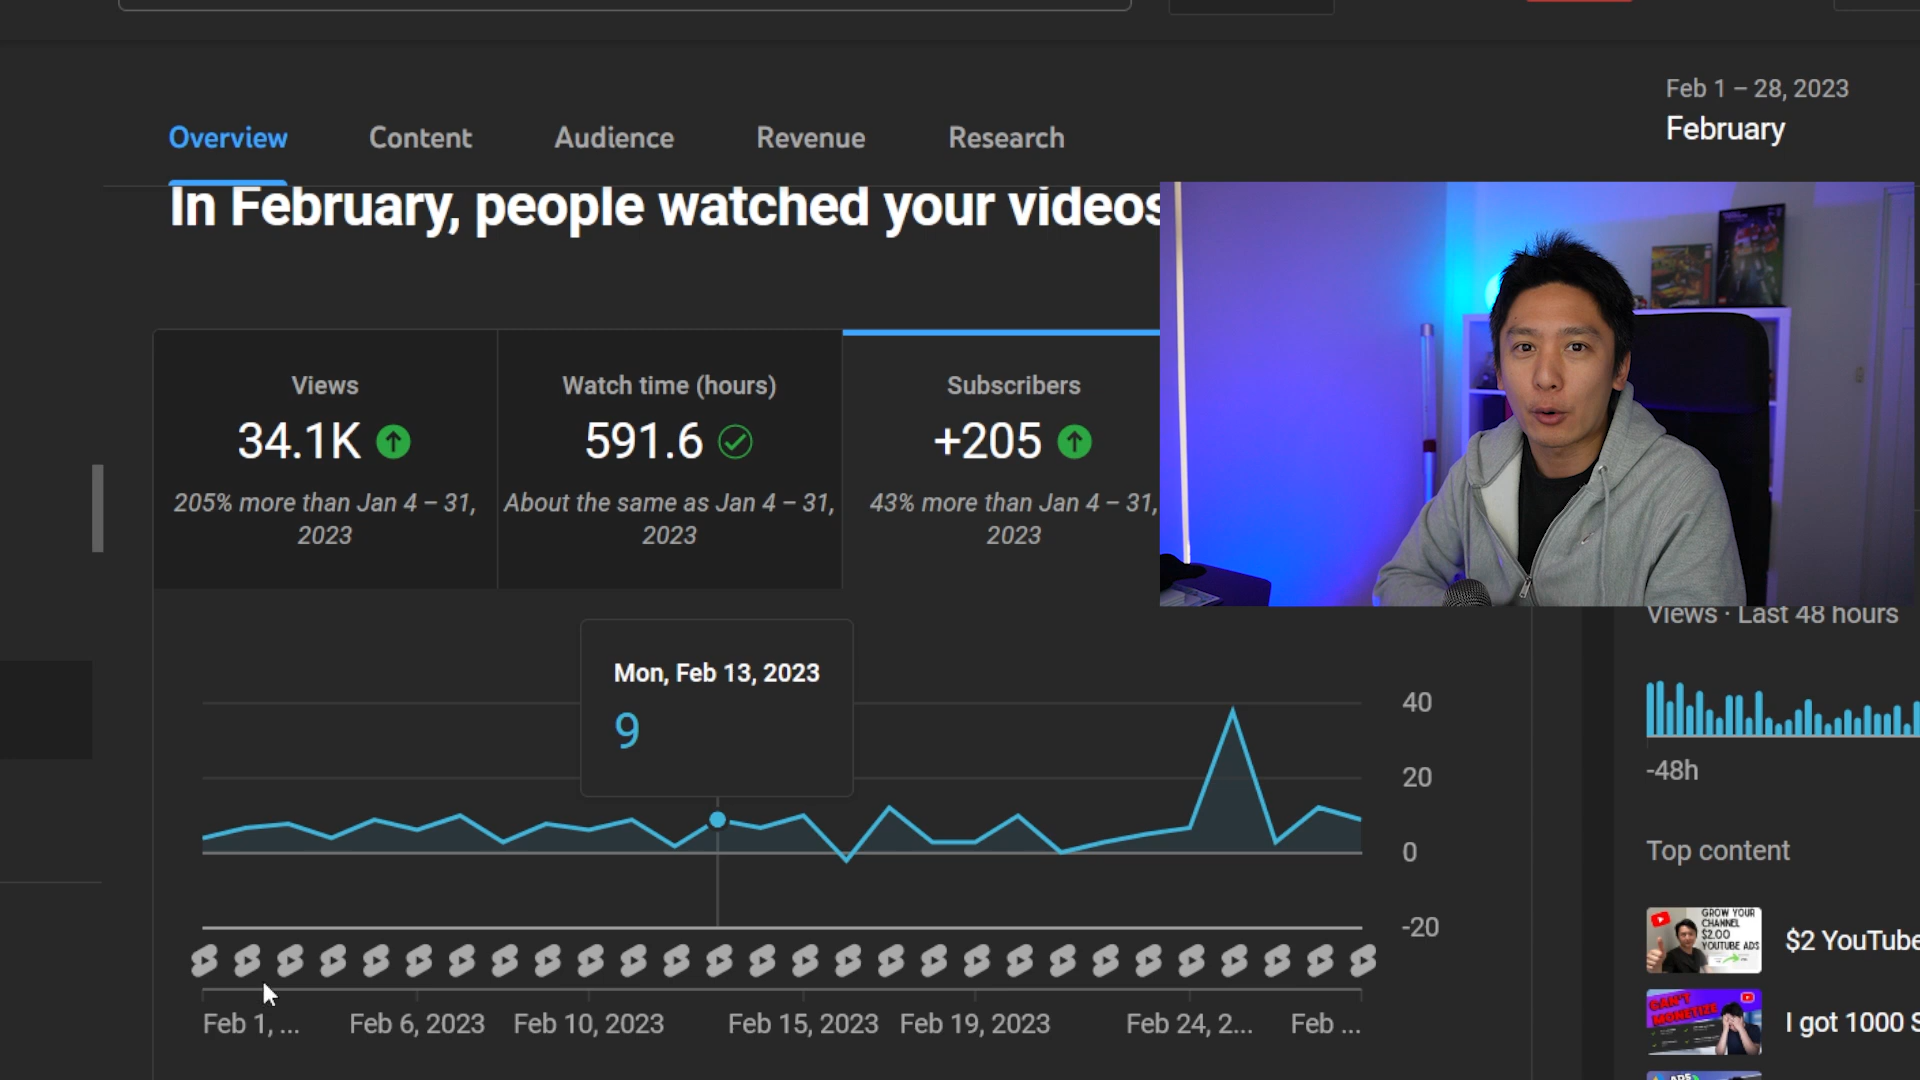 Feb 1 – 28, 2023
February
Overview
Content
Audience
Revenue
Research
In February, people watched your videos
Views
34.1K
205% more than Jan 4 – 31,
2023
Watch time (hours)
591.6
About the same as Jan 4 – 31,
2023
Subscribers
+205
43% more than Jan 4 – 31,
2023
Mon, Feb 13, 2023
9
40
20
0
-20
Feb 1, ...
Feb 6, 2023
Feb 10, 2023
Feb 15, 2023
Feb 19, 2023
Feb 24, 2...
Feb ...
Views · Last 48 hours
-48h
Top content
GROW YOUR
CHANNEL
$2.00
YOUTUBE ADS
$2 YouTube
CAN'T
MONETIZE
I got 1000 S
ADS